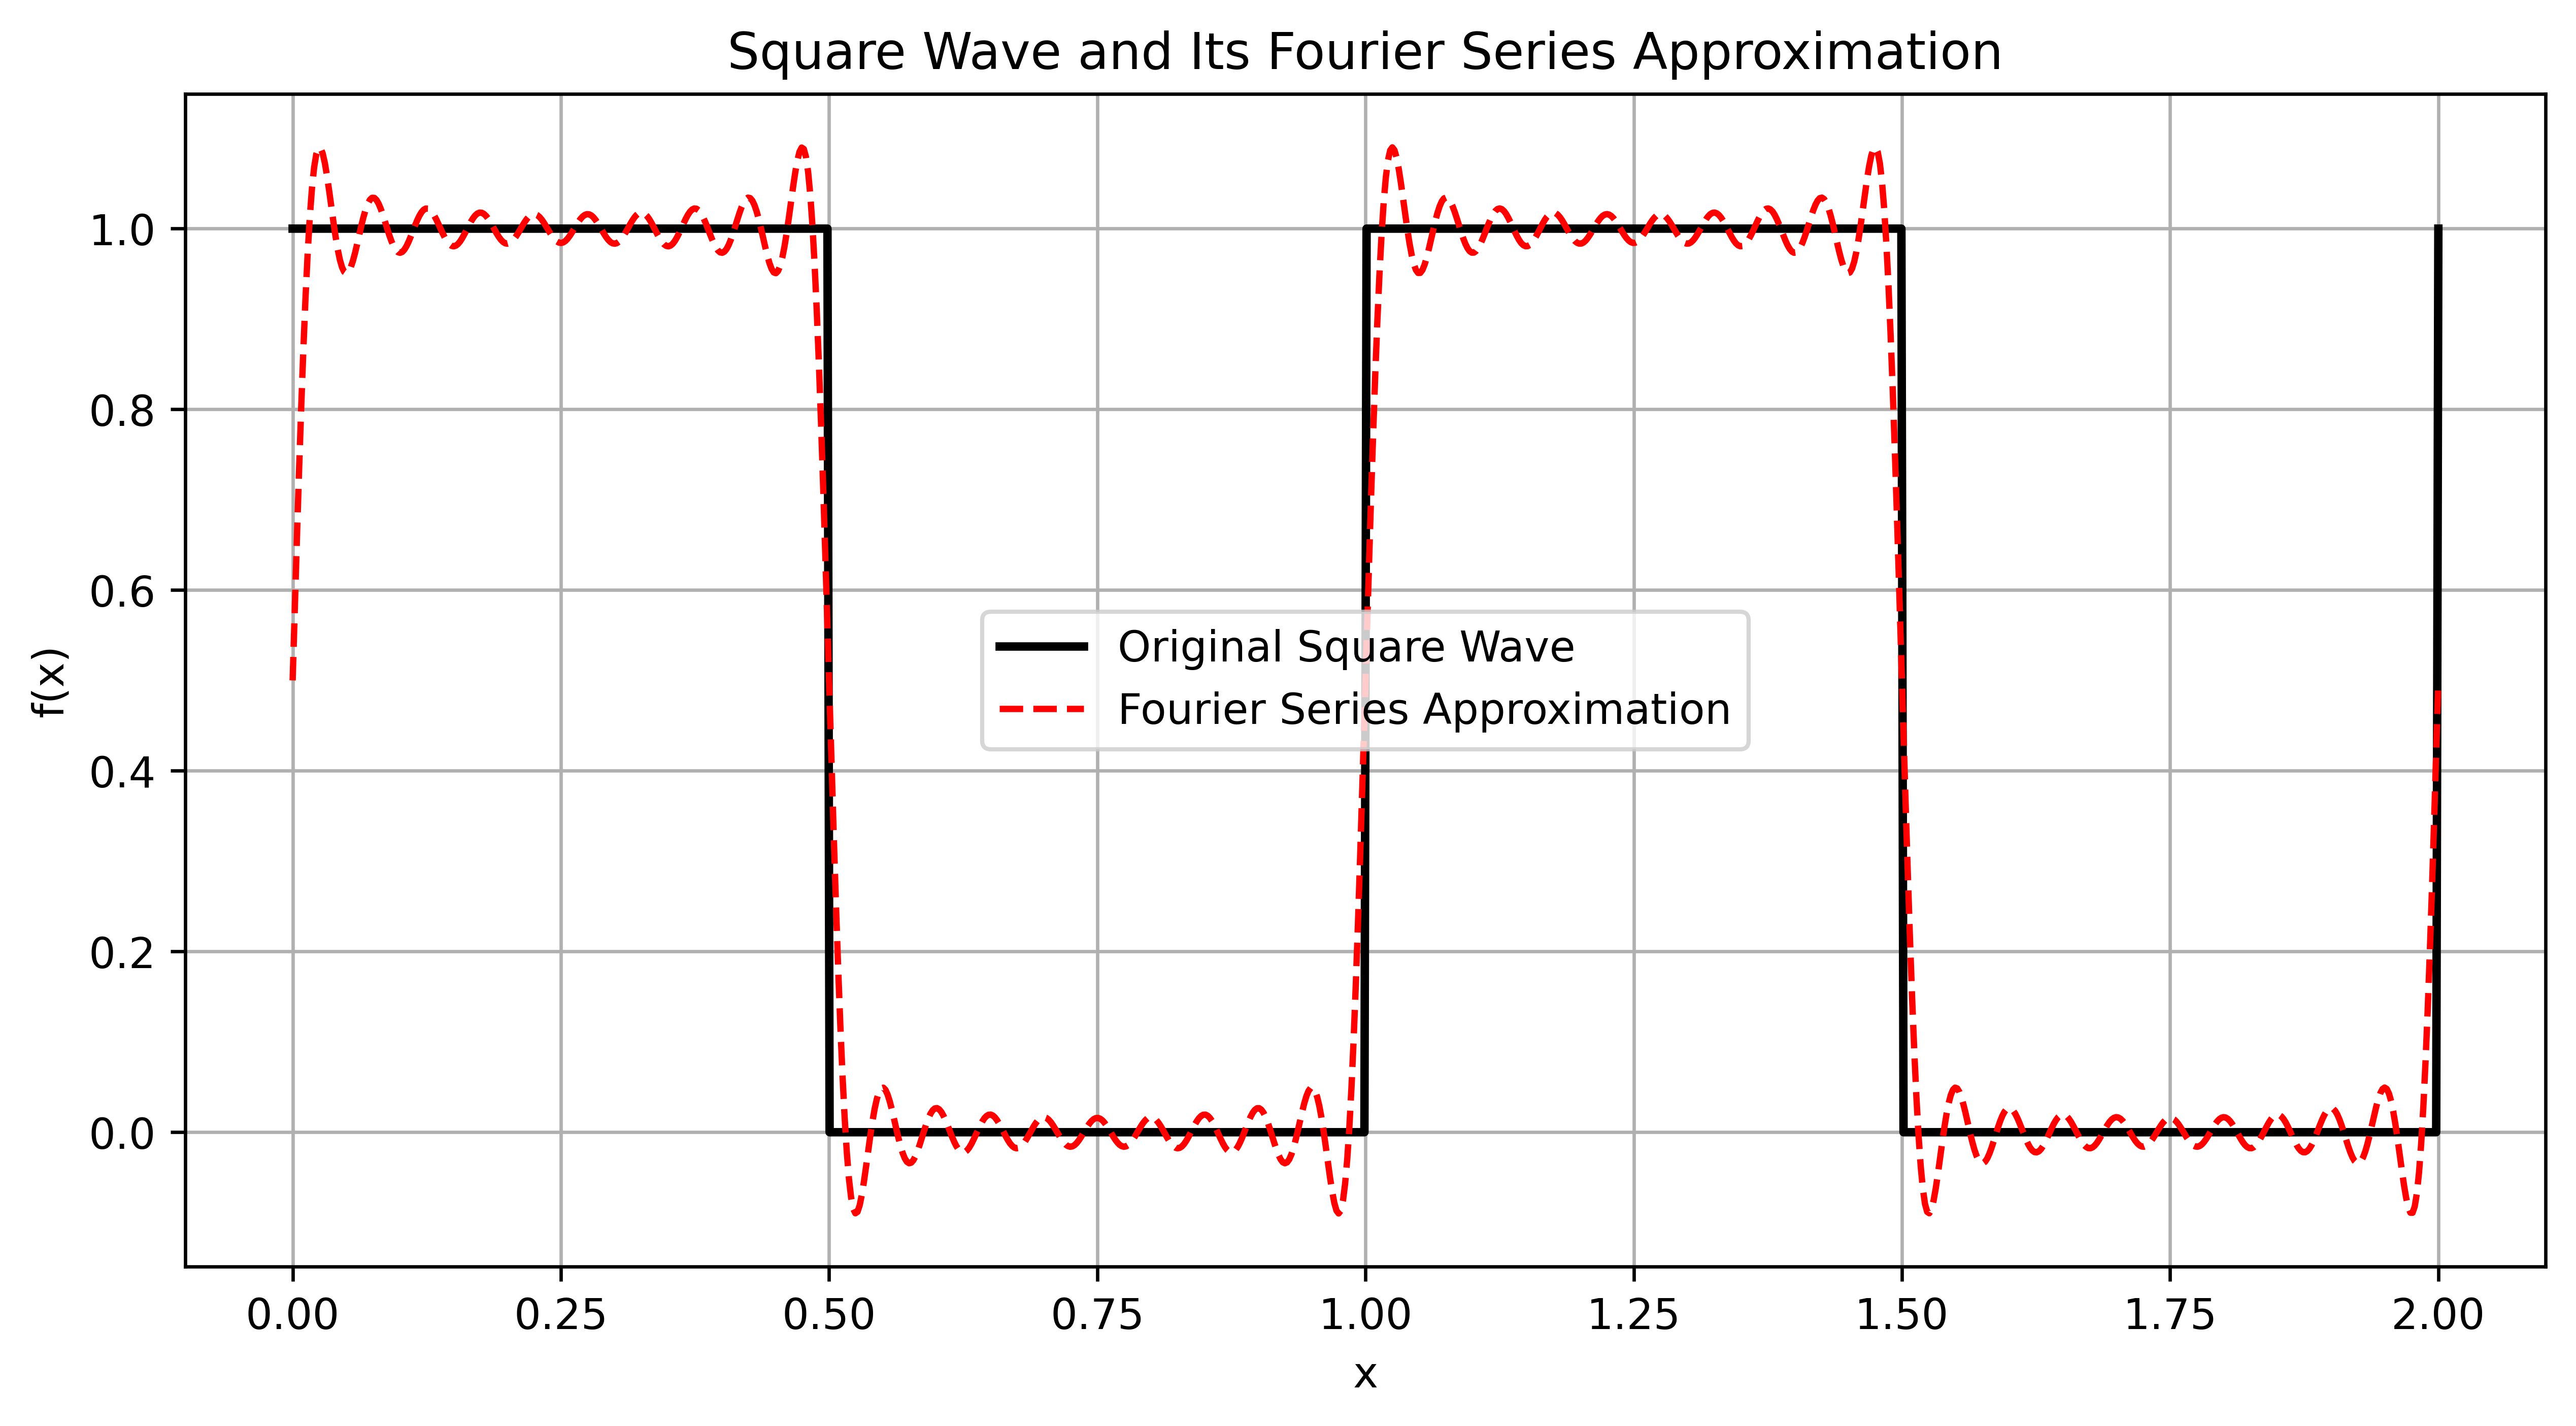 Square Wave and Its Fourier Series Approximation
1.0
0.8
0.6
0.4
0.2
0.0
f(x)
Original Square Wave
Fourier Series Approximation
0.00 0.25 0.50 0.75 1.00 1.25 1.50 1.75 2.00
x